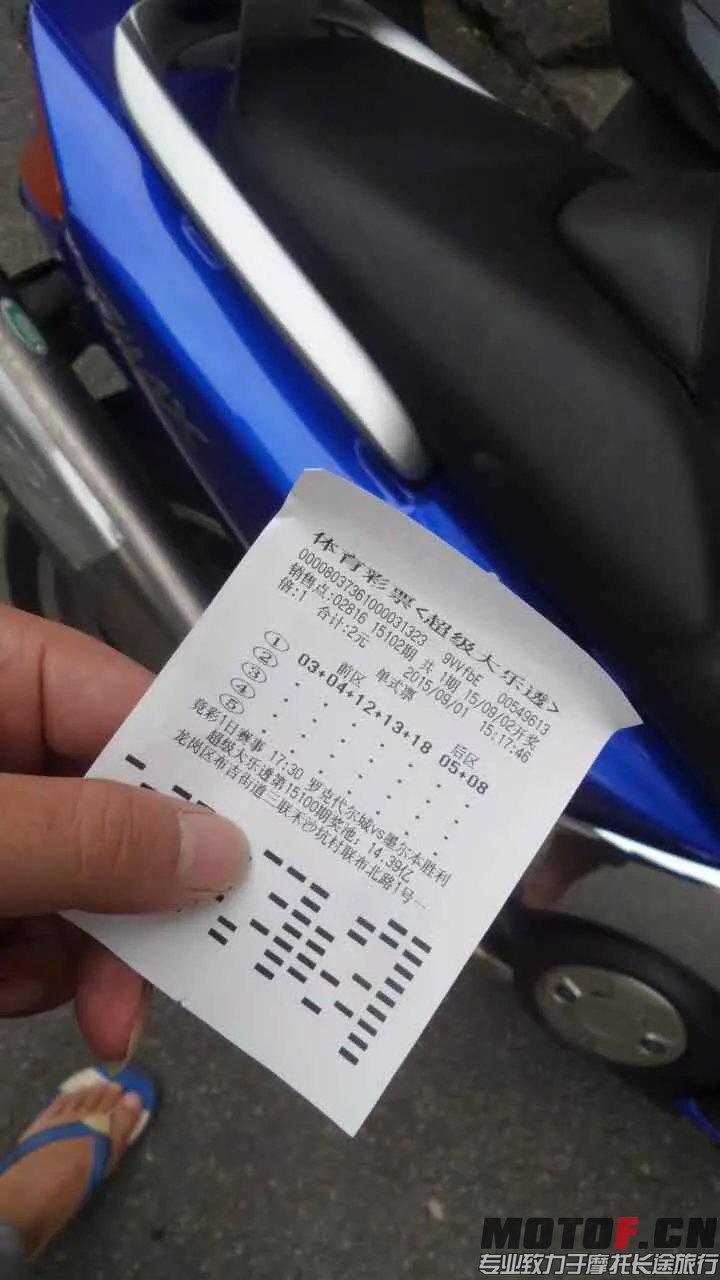 体育彩票<超级大乐透>
00008037361000031323 9VVfbE 00549613
销售点:02816 15102期 共1期 15/09/02开奖
倍:1 合计:2元 2015/09/01 15:17:46
前区 单式票 后区
① 03+04+12+13+18 05+08
②
③
④
⑤
竞彩1日赛事 17:30 罗克代尔城vs墨尔本胜利
超级大乐透第15100期奖池: 14.39亿
龙岗区布吉街道三联禾沙坑村联布北路1号一
MOTOF.CN
专业致力于摩托长途旅行